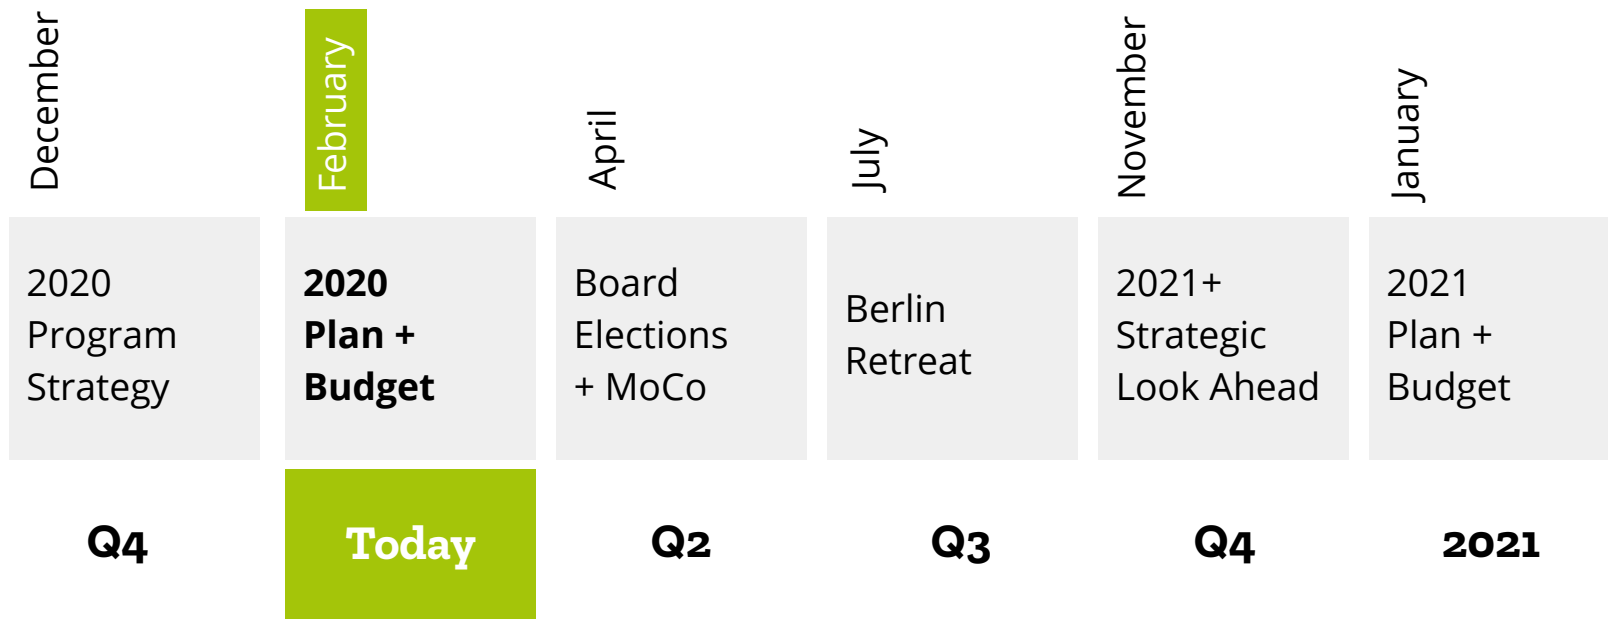 December
February
April
July
November
January
2020
Program
Strategy
2020
Plan +
Budget
Board
Elections
+ MoCo
Berlin
Retreat
2021+
Strategic
Look Ahead
2021
Plan +
Budget
Q4
Today
Q2
Q3
Q4
2021